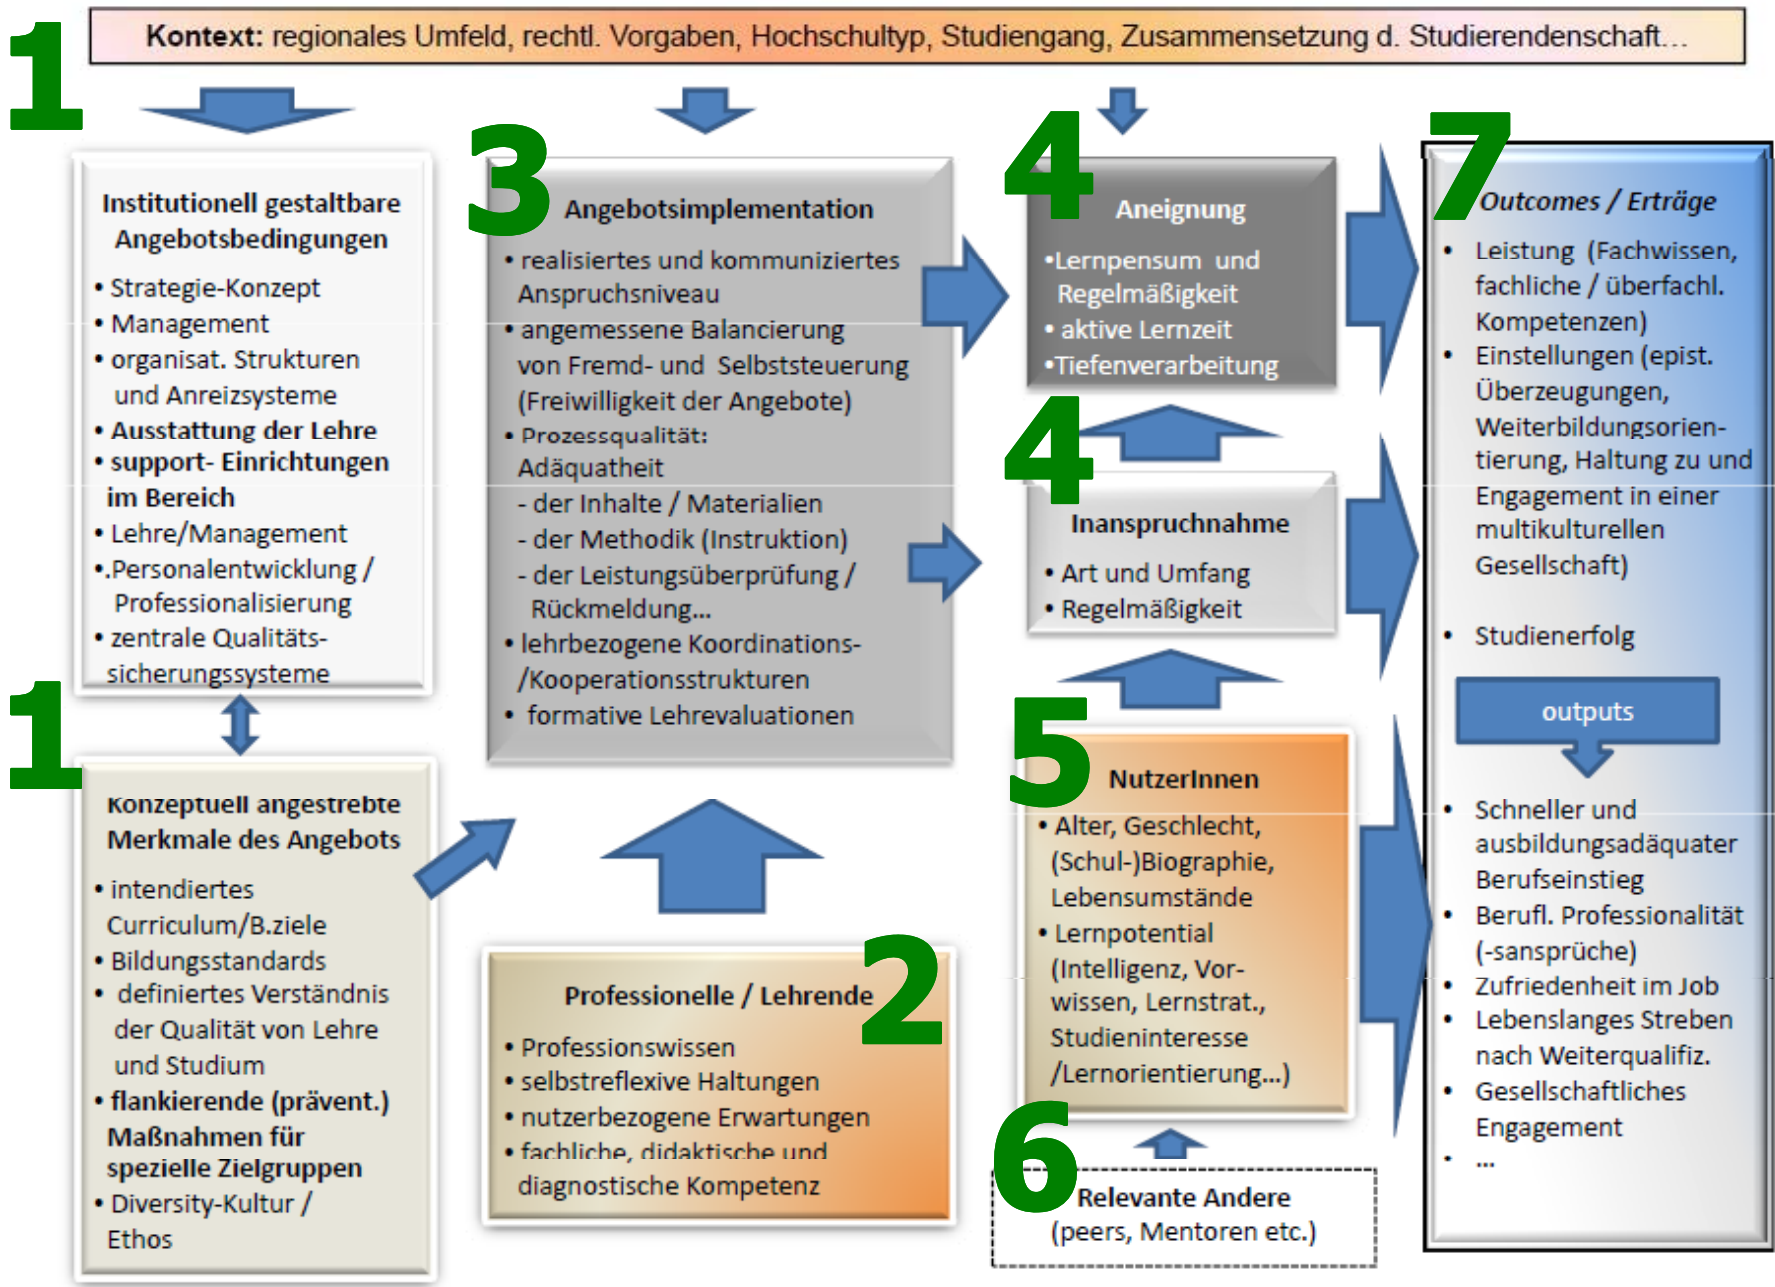 1
Kontext: regionales Umfeld, rechtl. Vorgaben, Hochschultyp, Studiengang, Zusammensetzung d. Studierendenschaft...
Institutionell gestaltbare
Angebotsbedingungen
• Strategie-Konzept
• Management
• organisat. Strukturen
und Anreizsysteme
• Ausstattung der Lehre
• support- Einrichtungen
im Bereich
• Lehre/Management
•.Personalentwicklung /
Professionalisierung
• zentrale Qualitäts-
sicherungssysteme
1
Konzeptuell angestrebte
Merkmale des Angebots
• intendiertes
Curriculum/B.ziele
• Bildungsstandards
• definiertes Verständnis
der Qualität von Lehre
und Studium
• flankierende (prävent.)
Maßnahmen für
spezielle Zielgruppen
• Diversity-Kultur /
Ethos
3
Angebotsimplementation
• realisiertes und kommuniziertes
Anspruchsniveau
• angemessene Balancierung
von Fremd- und Selbststeuerung
(Freiwilligkeit der Angebote)
• Prozessqualität:
Adäquatheit
- der Inhalte / Materialien
- der Methodik (Instruktion)
- der Leistungsüberprüfung /
Rückmeldung...
• lehrbezogene Koordinations-
/Kooperationsstrukturen
• formative Lehrevaluationen
2
Professionelle / Lehrende
• Professionswissen
• selbstreflexive Haltungen
• nutzerbezogene Erwartungen
• fachliche, didaktische und
diagnostische Kompetenz
4
Aneignung
•Lernpensum und
Regelmäßigkeit
• aktive Lernzeit
•Tiefenverarbeitung
4
Inanspruchnahme
• Art und Umfang
• Regelmäßigkeit
5
NutzerInnen
• Alter, Geschlecht,
(Schul-)Biographie,
Lebensumstände
• Lernpotential
(Intelligenz, Vor-
wissen, Lernstrat.,
Studieninteresse
/Lernorientierung...)
6
Relevante Andere
(peers, Mentoren etc.)
7
Outcomes / Erträge
• Leistung (Fachwissen,
fachliche / überfachl.
Kompetenzen)
• Einstellungen (epist.
Überzeugungen,
Weiterbildungsorien-
tierung, Haltung zu und
Engagement in einer
multikulturellen
Gesellschaft)
• Studienerfolg
outputs
• Schneller und
ausbildungsadäquater
Berufseinstieg
• Berufl. Professionalität
(-sansprüche)
• Zufriedenheit im Job
• Lebenslanges Streben
nach Weiterqualifiz.
• Gesellschaftliches
Engagement
• ...